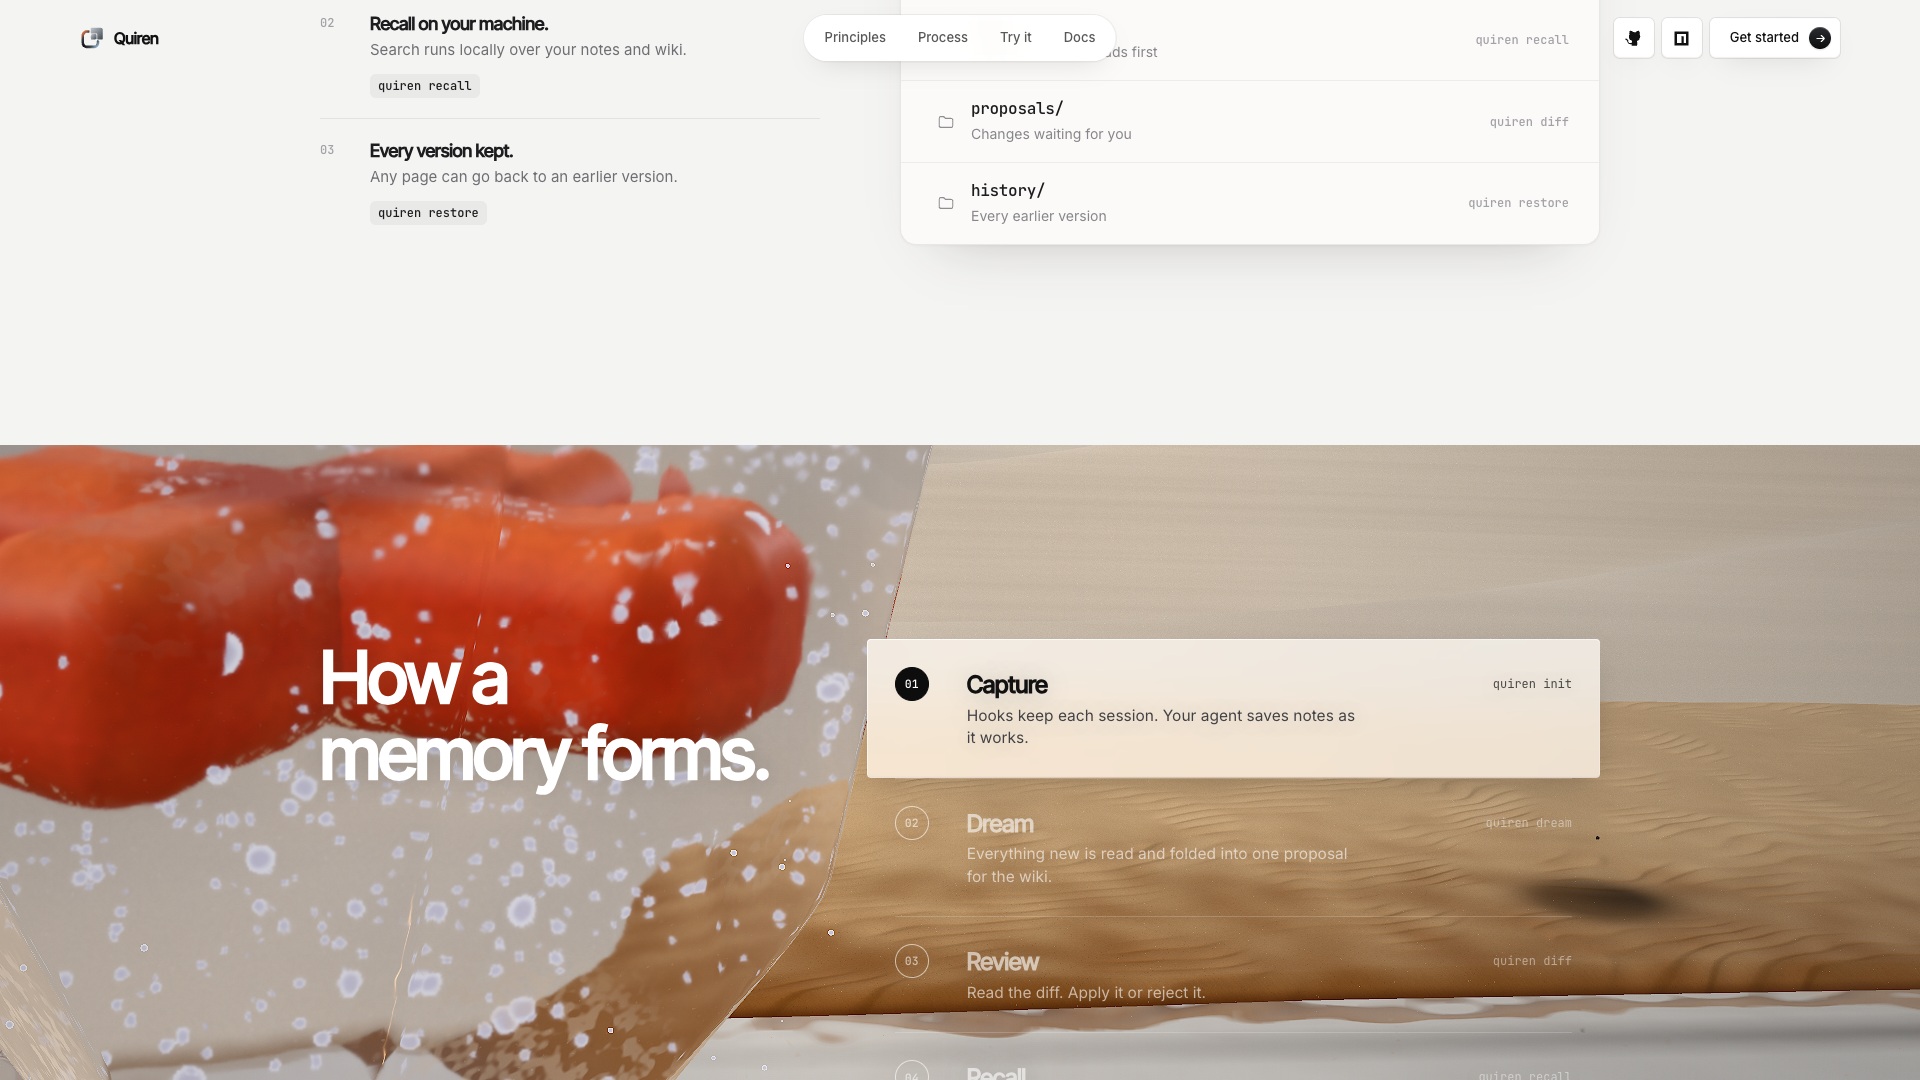 Quiren
Principles
Process
Try it
Docs
Get started
02
Recall on your machine.
Search runs locally over your notes and wiki.
quiren recall
03
Every version kept.
Any page can go back to an earlier version.
quiren restore
first
quiren recall
proposals/
Changes waiting for you
quiren diff
history/
Every earlier version
quiren restore
How a
memory forms.
01
Capture
quiren init
Hooks keep each session. Your agent saves notes as
it works.
02
Dream
quiren dream
Everything new is read and folded into one proposal
for the wiki.
03
Review
quiren diff
Read the diff. Apply it or reject it.
04
Recall
quiren recall